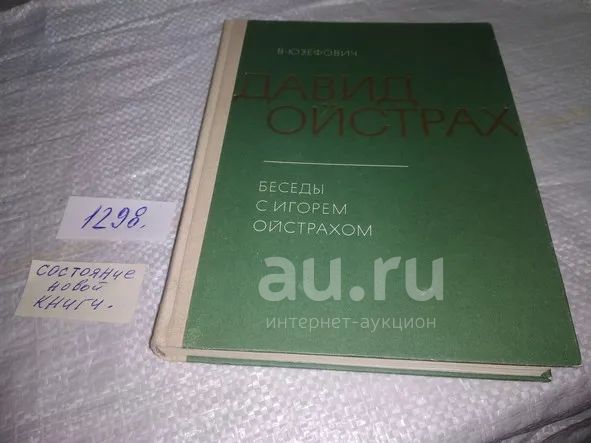 В. ЮЗЕФОВИЧ
ДАВИД
ОЙСТРАХ
БЕСЕДЫ
С ИГОРЕМ
ОЙСТРАХОМ
1298.
состояние
новой
книги.
au.ru
интернет-аукцион